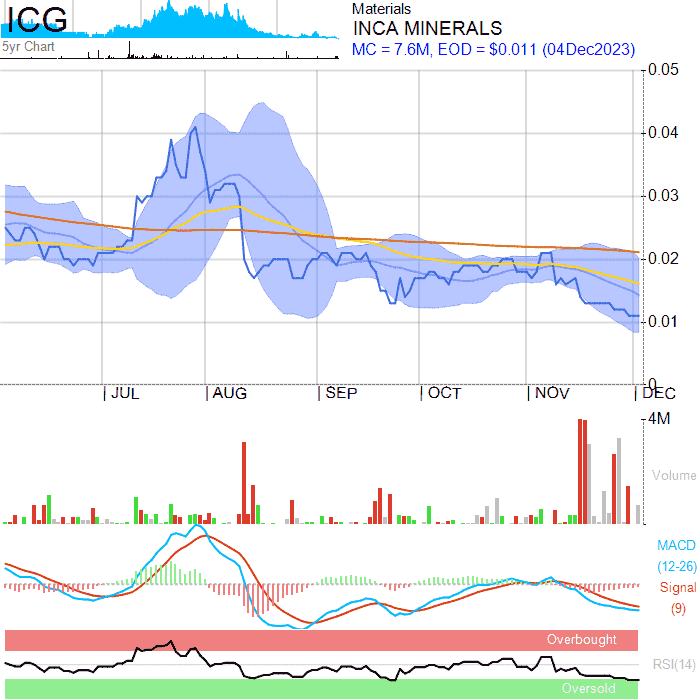 ICG
5yr Chart
Materials
INCA MINERALS
MC = 7.6M, EOD = $0.011 (04Dec2023)
0.05
0.04
0.03
0.02
0.01
0
JUL AUG SEP OCT NOV DEC
4M
Volume
MACD
(12-26)
Signal
(9)
Overbought
RSI(14)
Oversold